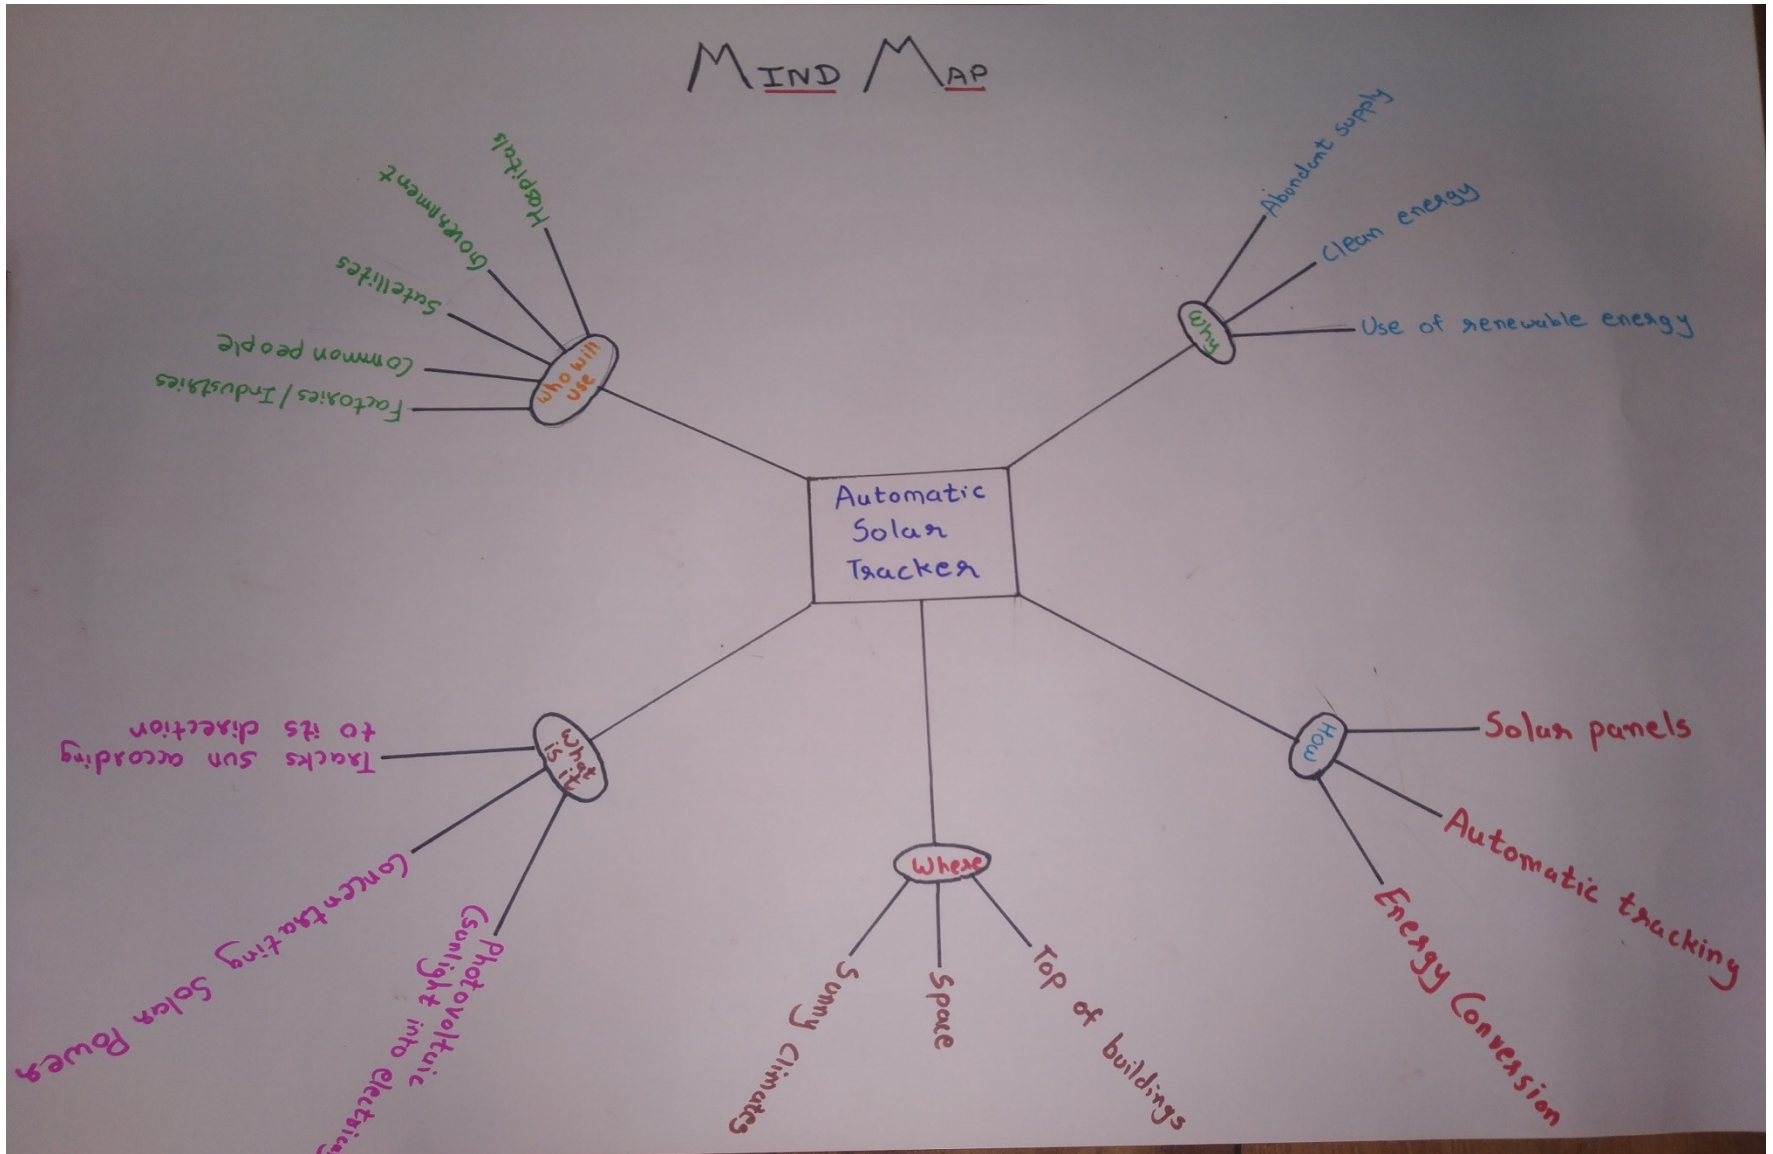 MIND MAP
Automatic
Solar
Tracker
Why
Abondant supply
Clean energy
Use of renewable energy
How
Solar panels
Automatic tracking
Energy Conversion
Where
Top of buildings
Space
Sunny Climates
What
is it
Photovoltaic
(sunlight into
Concentrating Solar Power
Tracks sun according
to its direction
Who will
use
Factories/Industries
Common people
Satellites
Government
Hospitals